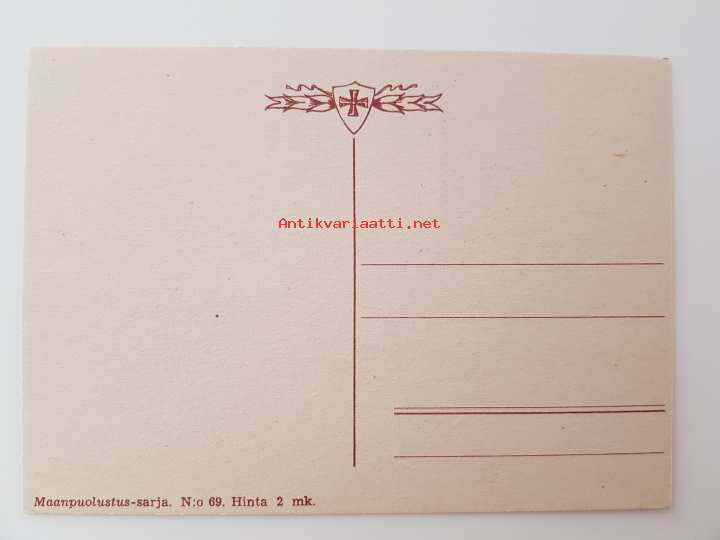 Antikvariaatti.net
Maanpuolustus-sarja. N:o 69. Hinta 2 mk.